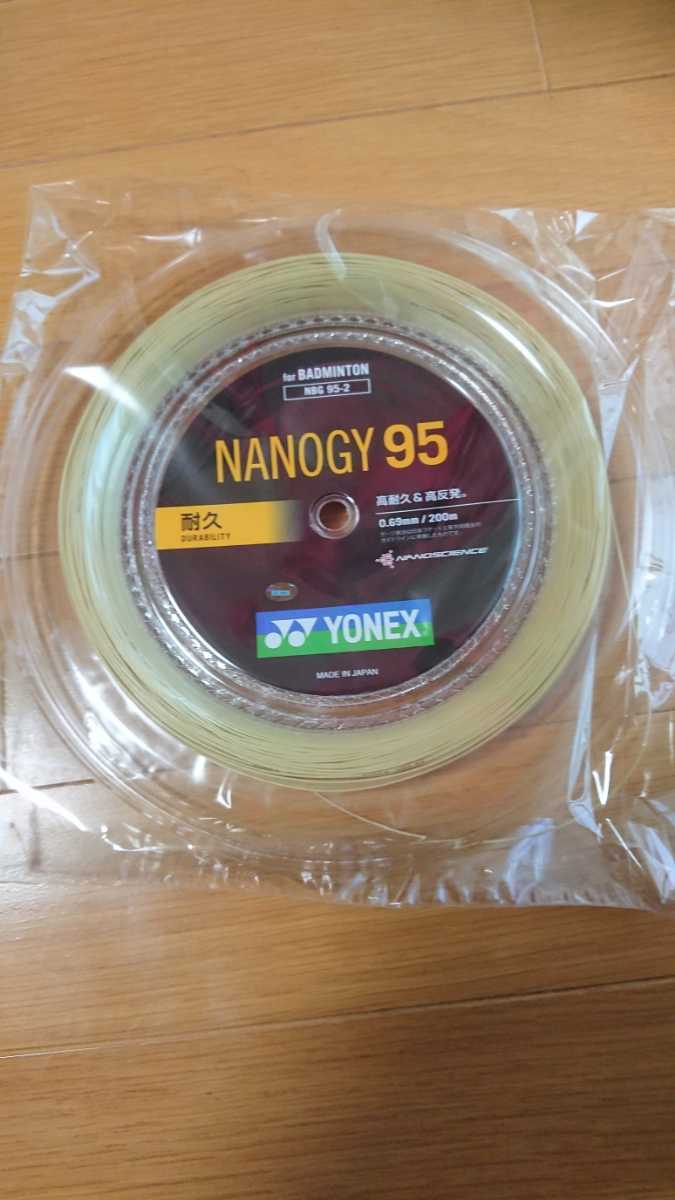 for BADMINTON
NBG 95-2
NANOGY 95
耐久
DURABILITY
高耐久&高反発。
0.69mm / 200m
NANOSCIENCE
YONEX
MADE IN JAPAN